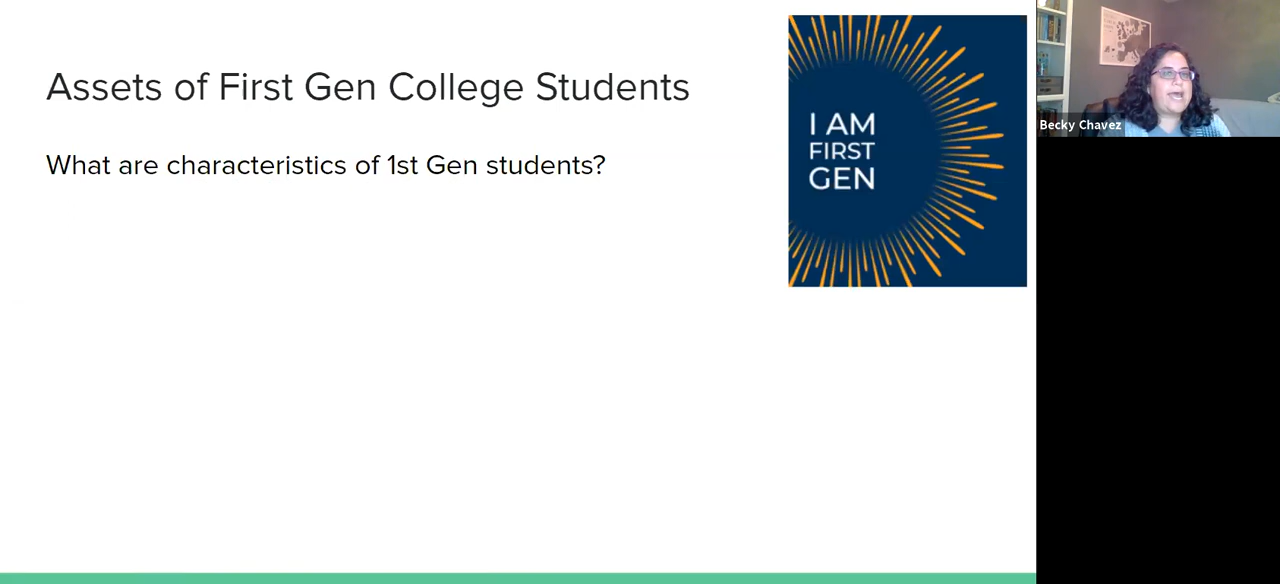 Assets of First Gen College Students
What are characteristics of 1st Gen students?
I AM
FIRST
GEN
Becky Chavez